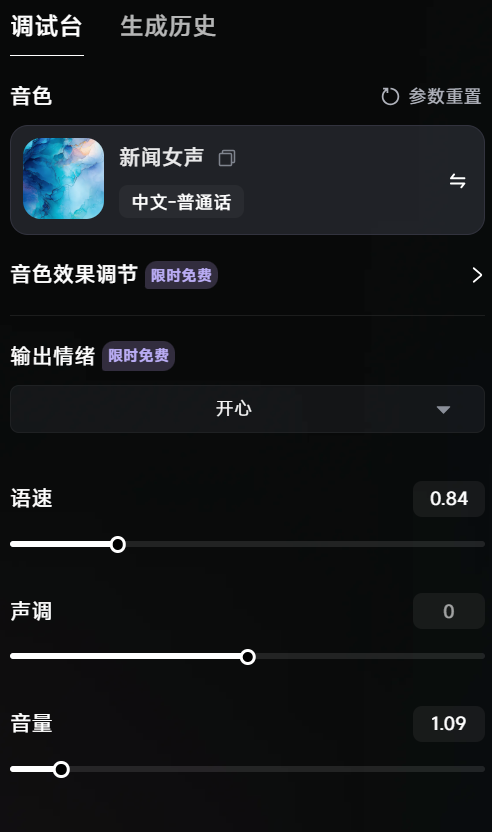 调试台 生成历史
音色 参数重置
新闻女声
中文-普通话
音色效果调节 限时免费
输出情绪 限时免费
开心
语速 0.84
声调 0
音量 1.09